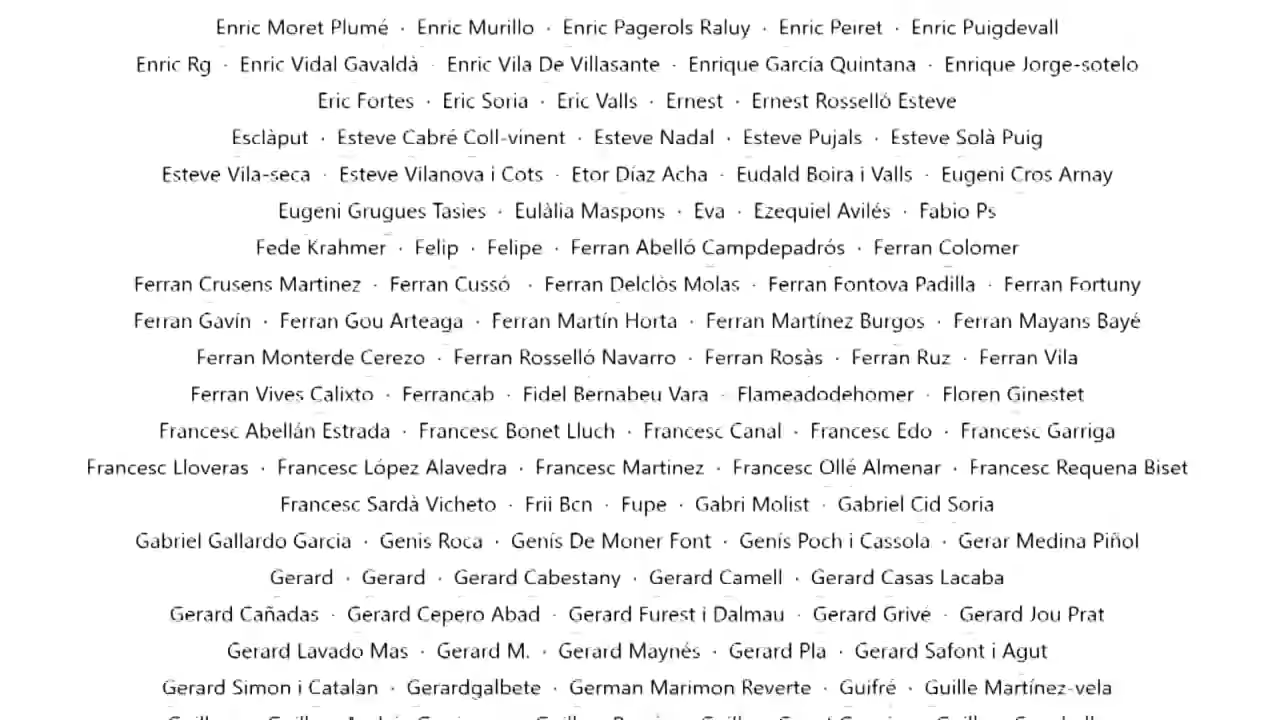 Enric Moret Plumé · Enric Murillo · Enric Pagerols Raluy · Enric Peiret · Enric Puigdevall
Enric Rg · Enric Vidal Gavaldà · Enric Vila De Villasante · Enrique García Quintana · Enrique Jorge-sotelo
Eric Fortes · Eric Soria · Eric Valls · Ernest · Ernest Rosselló Esteve
Esclàput · Esteve Cabré Coll-vinent · Esteve Nadal · Esteve Pujals · Esteve Solà Puig
Esteve Vila-seca · Esteve Vilanova i Cots · Etor Díaz Acha · Eudald Boira i Valls · Eugeni Cros Arnay
Eugeni Grugues Tasies · Eulàlia Maspons · Eva · Ezequiel Avilés · Fabio Ps
Fede Krahmer · Felip · Felipe · Ferran Abelló Campdepadrós · Ferran Colomer
Ferran Crusens Martinez · Ferran Cussó · Ferran Delclòs Molas · Ferran Fontova Padilla · Ferran Fortuny
Ferran Gavín · Ferran Gou Arteaga · Ferran Martín Horta · Ferran Martínez Burgos · Ferran Mayans Bayé
Ferran Monterde Cerezo · Ferran Rosselló Navarro · Ferran Rosàs · Ferran Ruz · Ferran Vila
Ferran Vives Calixto · Ferrancab · Fidel Bernabeu Vara · Flameadodehomer · Floren Ginestet
Francesc Abellán Estrada · Francesc Bonet Lluch · Francesc Canal · Francesc Edo · Francesc Garriga
Francesc Lloveras · Francesc López Alavedra · Francesc Martinez · Francesc Ollé Almenar · Francesc Requena Biset
Francesc Sardà Vicheto · Frii Bcn · Fupe · Gabri Molist · Gabriel Cid Soria
Gabriel Gallardo Garcia · Genis Roca · Genís De Moner Font · Genís Poch i Cassola · Gerar Medina Piñol
Gerard · Gerard · Gerard Cabestany · Gerard Camell · Gerard Casas Lacaba
Gerard Cañadas · Gerard Cepero Abad · Gerard Furest i Dalmau · Gerard Grivé · Gerard Jou Prat
Gerard Lavado Mas · Gerard M. · Gerard Maynés · Gerard Pla · Gerard Safont i Agut
Gerard Simon i Catalan · Gerardgalbete · German Marimon Reverte · Guifré · Guille Martínez-vela